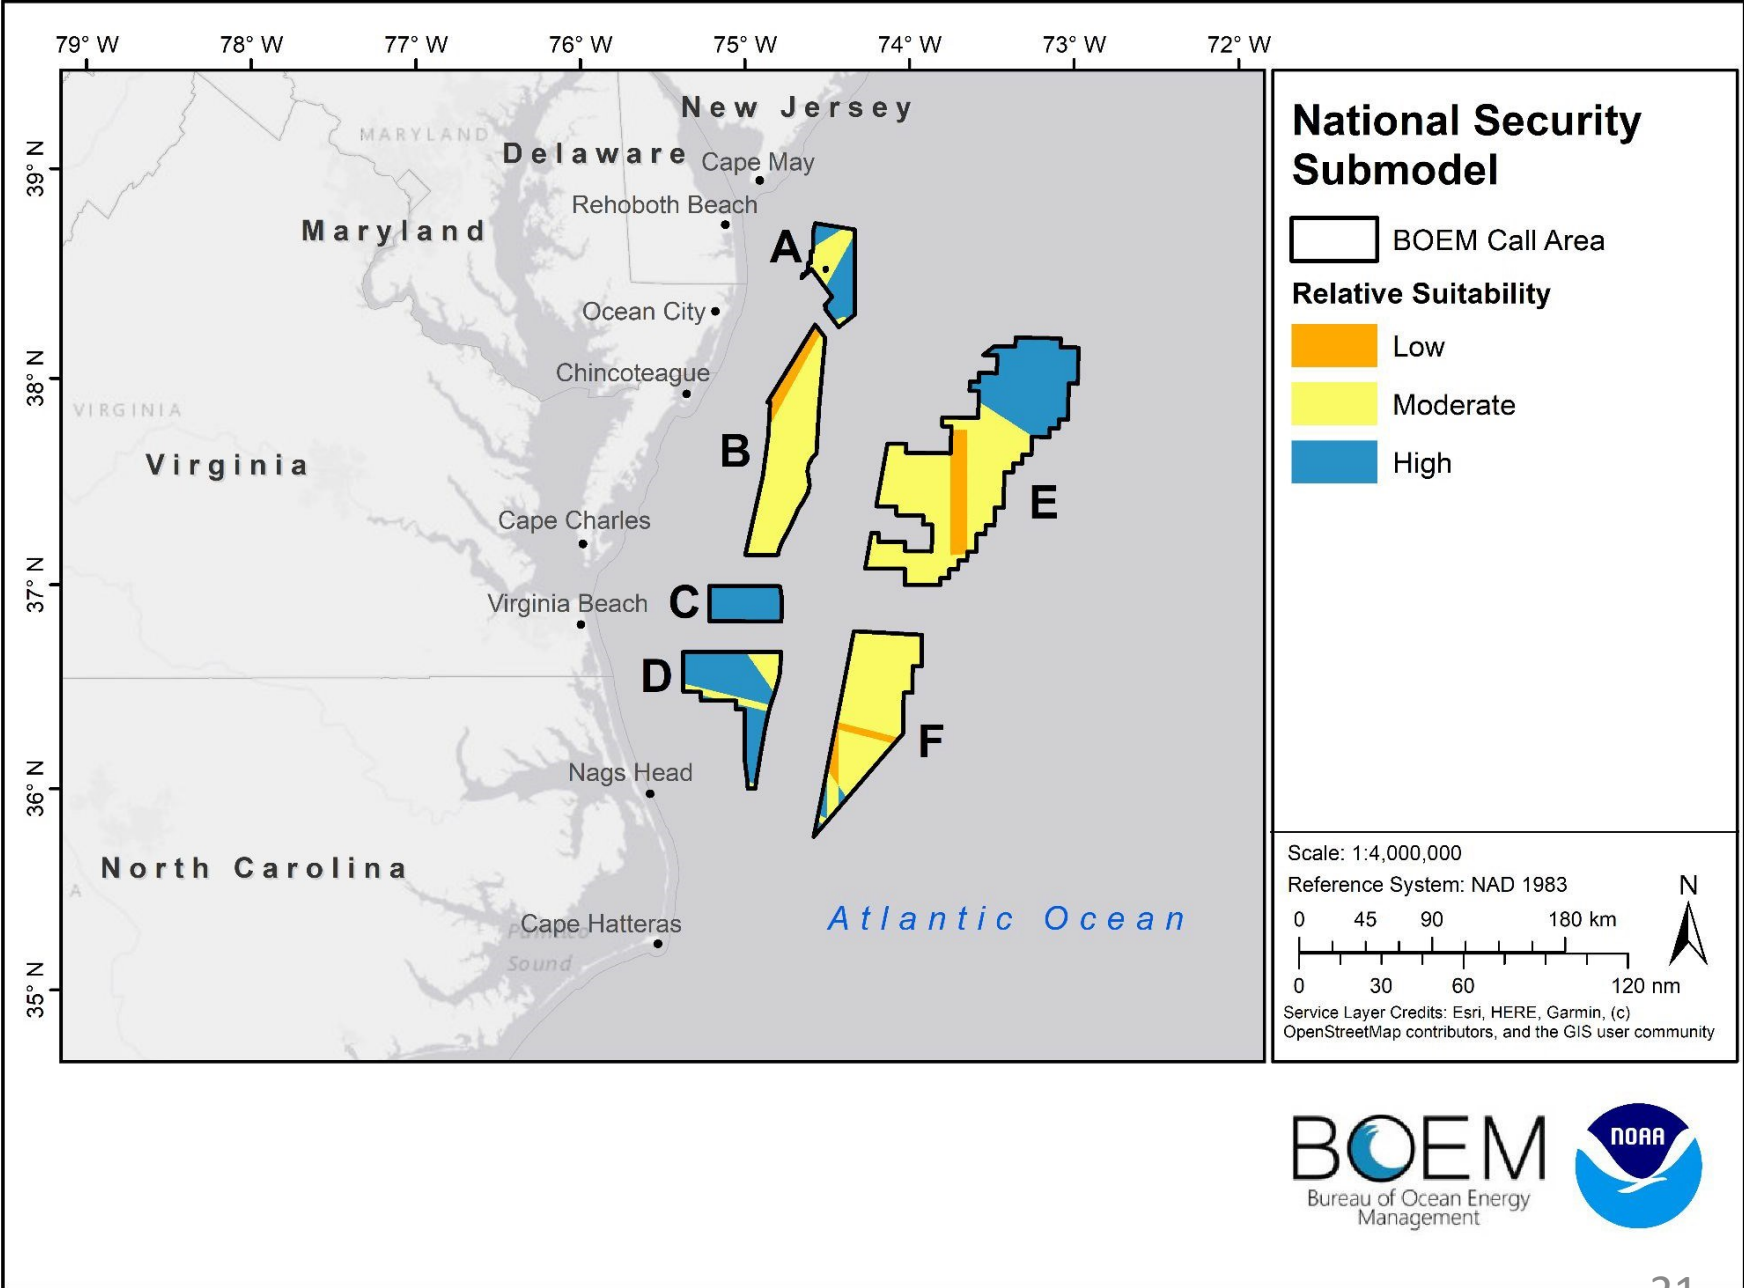 79° W 78° W 77° W 76° W 75° W 74° W 73° W 72° W
39° N
38° N
37° N
36° N
35° N
New Jersey
MARYLAND
Delaware
Cape May
Rehoboth Beach
Maryland
A
Ocean City
Chincoteague
VIRGINIA
B
Virginia
E
Cape Charles
Virginia Beach
C
D
F
Nags Head
North Carolina
A
Cape Hatteras
Sound
Atlantic Ocean
National Security
Submodel
BOEM Call Area
Relative Suitability
Low
Moderate
High
Scale: 1:4,000,000
Reference System: NAD 1983
N
0 45 90 180 km
0 30 60 120 nm
Service Layer Credits: Esri, HERE, Garmin, (c)
OpenStreetMap contributors, and the GIS user community
BOEM
Bureau of Ocean Energy
Management
NOAA